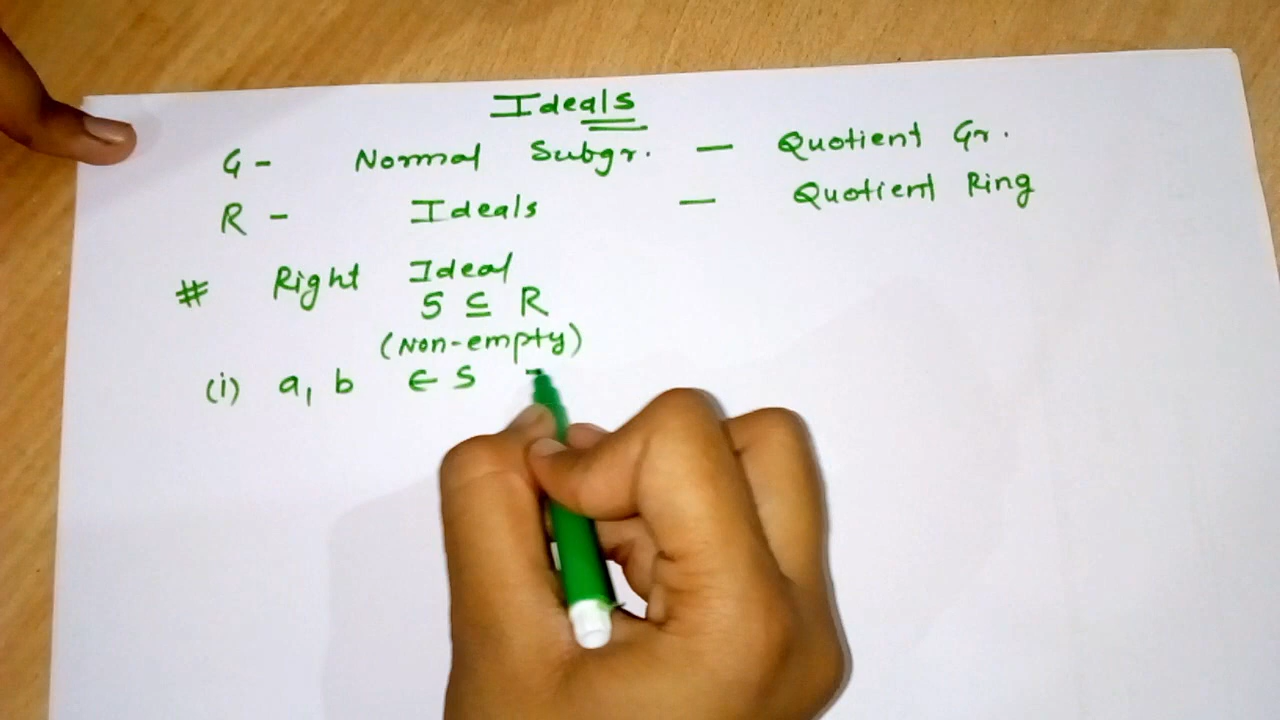 Ideals
G - Normal Subgr. — Quotient Gr.
R - Ideals — Quotient Ring
# Right Ideal
S ⊆ R
(Non-empty)
(i) a, b ∈ S